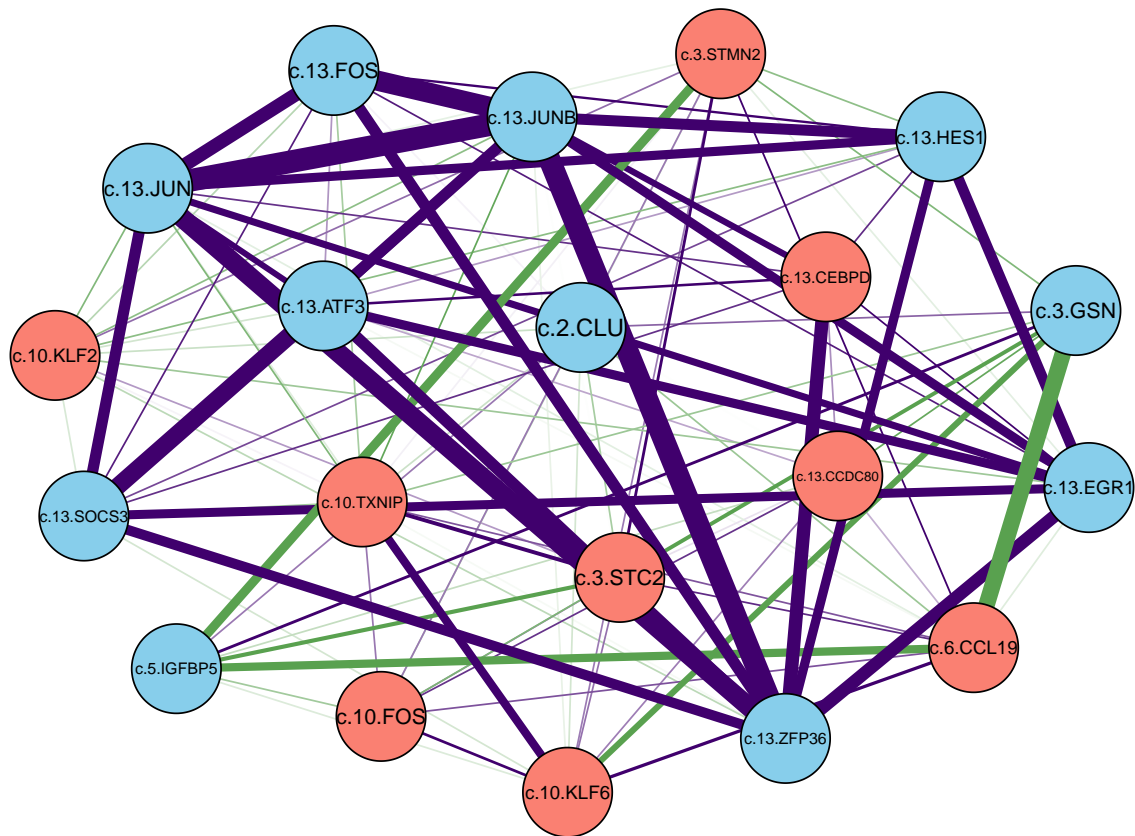 c.3.STMN2
c.13.FOS
c.13.JUNB
c.13.HES1
c.13.JUN
c.13.CEBPD
c.13.ATF3
c.3.GSN
c.2.CLU
c.10.KLF2
c.13.CCDC80
c.13.EGR1
c.10.TXNIP
c.13.SOCS3
c.3.STC2
c.6.CCL19
c.5.IGFBP5
c.10.FOS
c.13.ZFP36
c.10.KLF6